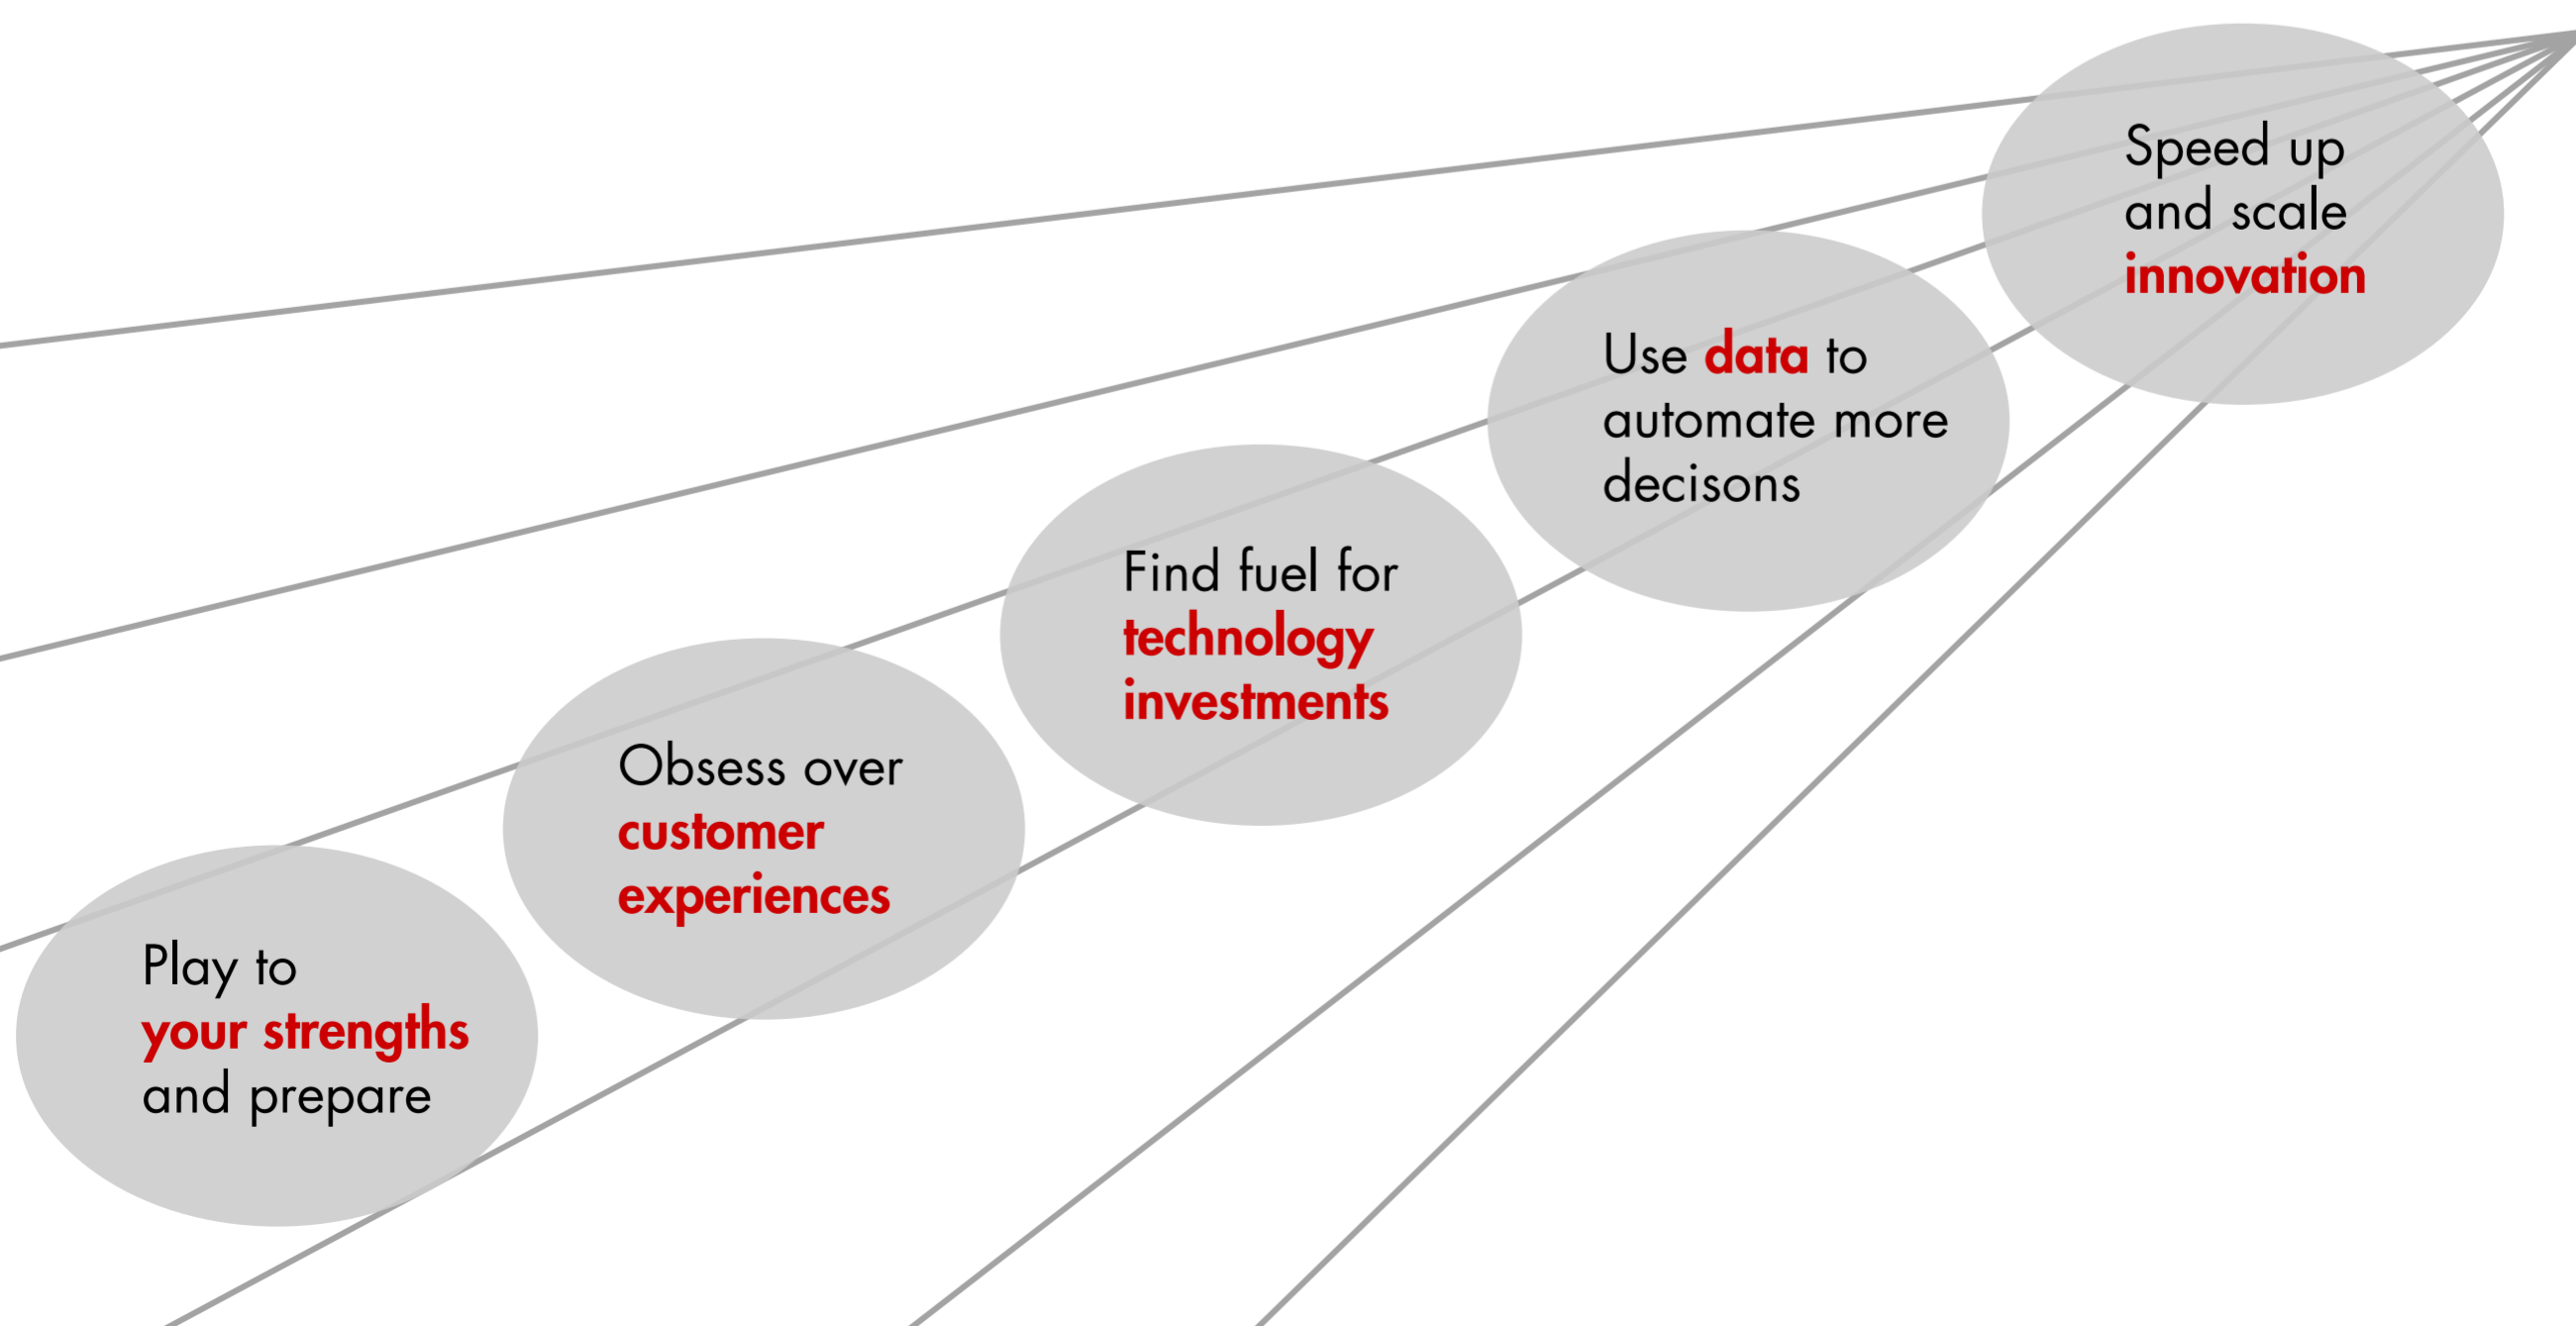 Play to
your strengths
and prepare
Obsess over
customer
experiences
Find fuel for
technology
investments
Use data to
automate more
decisons
Speed up
and scale
innovation